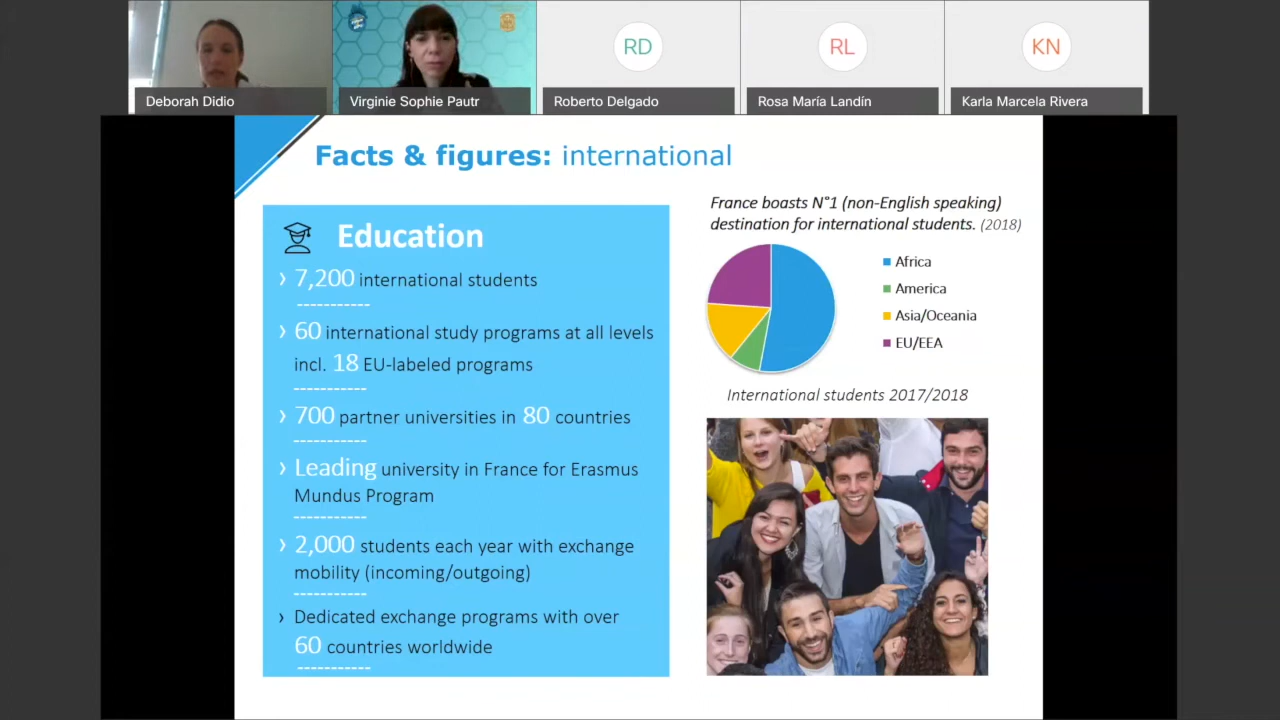 Deborah Didio
Virginie Sophie Pautr
RD
Roberto Delgado
RL
Rosa María Landín
KN
Karla Marcela Rivera
Facts & figures: international
Education
› 7,200 international students
-----------
› 60 international study programs at all levels
incl. 18 EU-labeled programs
-----------
› 700 partner universities in 80 countries
-----------
› Leading university in France for Erasmus
Mundus Program
-----------
› 2,000 students each year with exchange
mobility (incoming/outgoing)
-----------
› Dedicated exchange programs with over
60 countries worldwide
-----------
France boasts N°1 (non-English speaking)
destination for international students. (2018)
Africa
America
Asia/Oceania
EU/EEA
International students 2017/2018